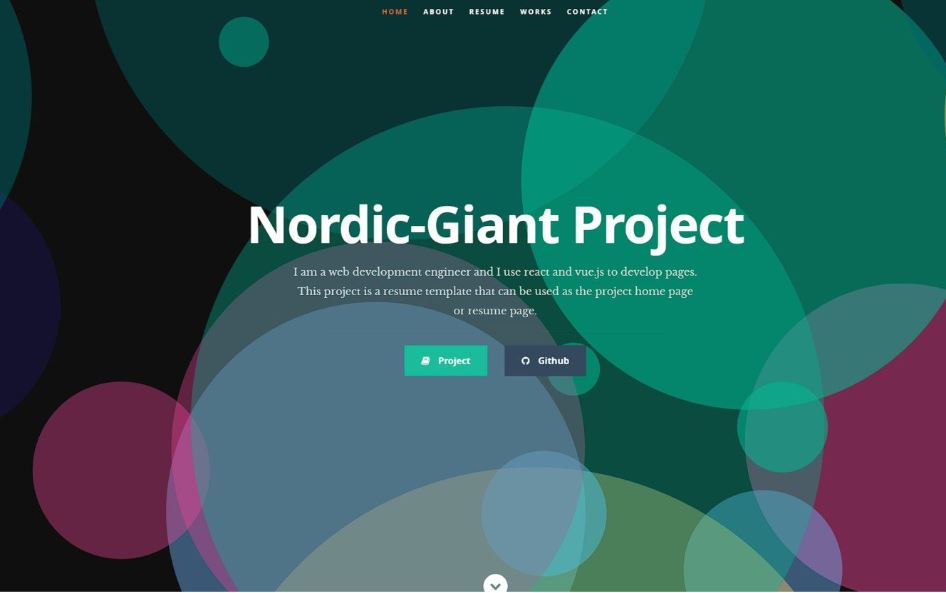 HOME ABOUT RESUME WORKS CONTACT
Nordic-Giant Project
I am a web development engineer and I use react and vue.js to develop pages.
This project is a resume template that can be used as the project home page
or resume page.
Project Github